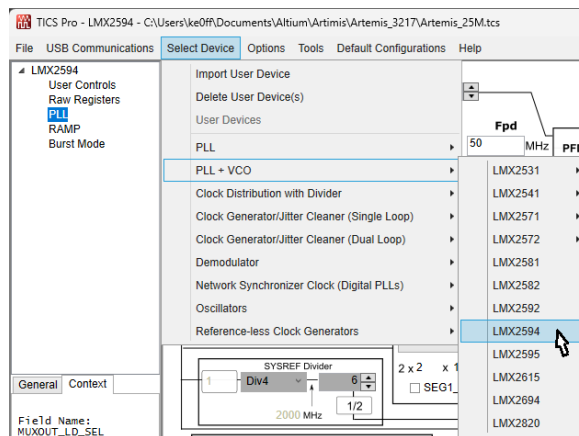 TICS Pro - LMX2594 - C:\Users\ke0ff\Documents\Altium\Artimis\Artemis_3217\Artemis_25M.tcs
File USB Communications Select Device Options Tools Default Configurations Help
LMX2594
User Controls
Raw Registers
PLL
RAMP
Burst Mode
Import User Device
Delete User Device(s)
User Devices
PLL
PLL + VCO
Clock Distribution with Divider
Clock Generator/Jitter Cleaner (Single Loop)
Clock Generator/Jitter Cleaner (Dual Loop)
Demodulator
Network Synchronizer Clock (Digital PLLs)
Oscillators
Reference-less Clock Generators
Fpd
50 MHz PFI
LMX2531
LMX2541
LMX2571
LMX2572
LMX2581
LMX2582
LMX2592
LMX2594
LMX2595
LMX2615
LMX2694
LMX2820
SYSREF Divider
1 Div4 6
1/2
2000 MHz
2 x 2 x 1
SEG1_
General Context
Field Name:
MUXOUT_LD_SEL